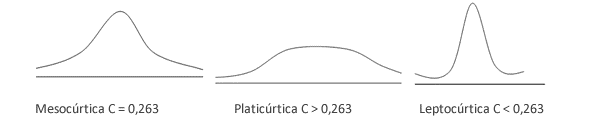 Mesocúrtica C = 0,263
Platicúrtica C > 0,263
Leptocúrtica C < 0,263